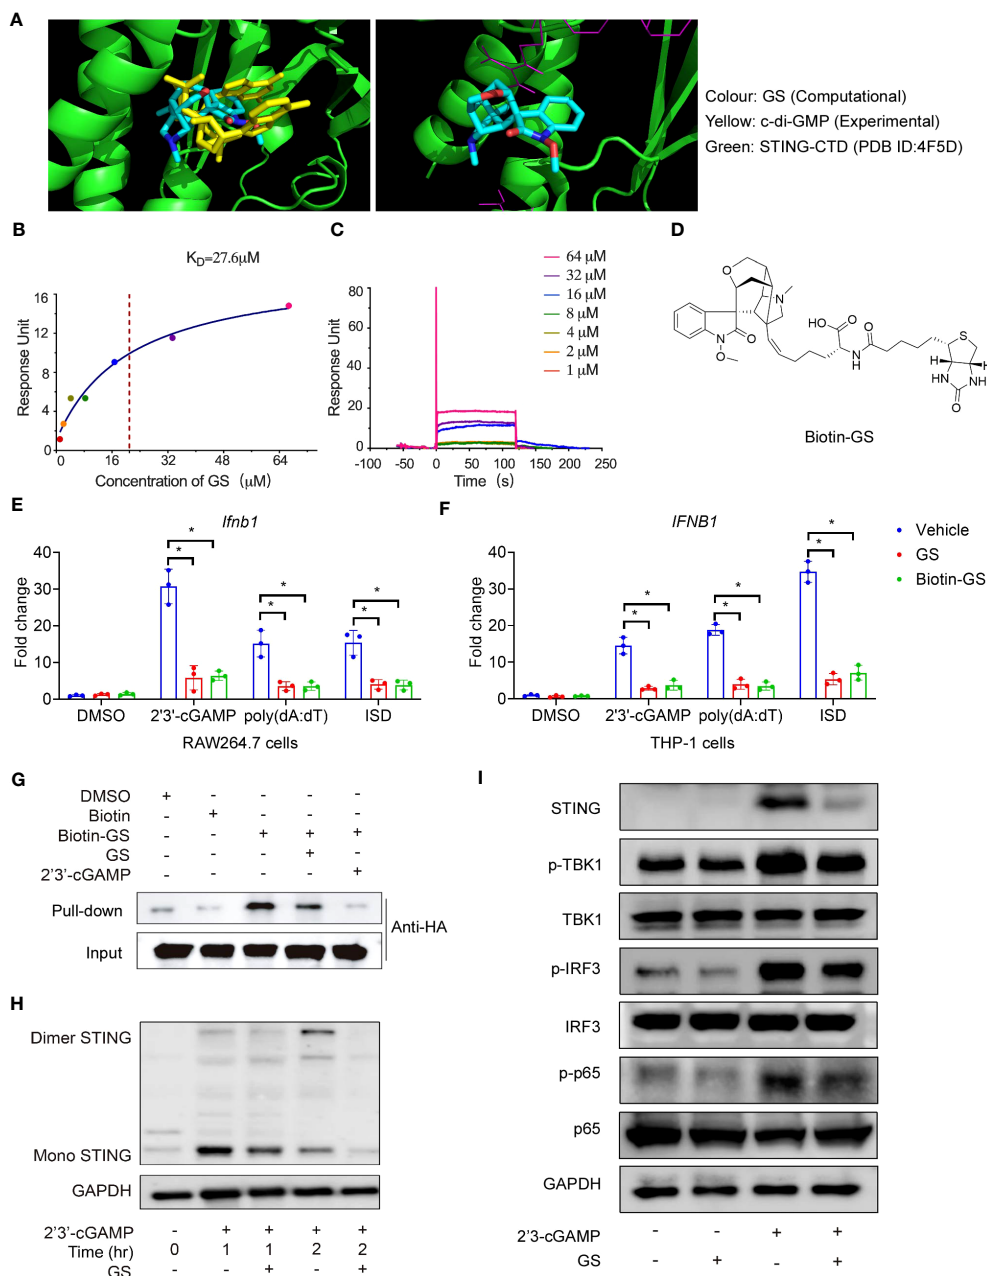 A
Colour: GS (Computational)
Yellow: c-di-GMP (Experimental)
Green: STING-CTD (PDB ID:4F5D)
B
K_D=27.6μM
Response Unit
16
12
8
4
0
0 16 32 48 64
Concentration of GS (μM)
C
64 μM
32 μM
16 μM
8 μM
4 μM
2 μM
1 μM
Response Unit
80
60
40
20
0
-100 -50 0 50 100 150 200 250
Time (s)
D
O
N
N
O
O
HO
O
O
N
H
S
H
H
HN
NH
O
Biotin-GS
E
Ifnb1
Fold change
40
30
20
10
0
* * * * * *
DMSO 2'3'-cGAMP poly(dA:dT) ISD
RAW264.7 cells
F
IFNB1
Fold change
40
30
20
10
0
* * * * * *
DMSO 2'3'-cGAMP poly(dA:dT) ISD
THP-1 cells
Vehicle
GS
Biotin-GS
G
DMSO + - - - -
Biotin - + - - -
Biotin-GS - - + + +
GS - - - + -
2'3'-cGAMP - - - - +
Pull-down
Input
Anti-HA
H
Dimer STING
Mono STING
GAPDH
2'3'-cGAMP - + + + +
Time (hr) 0 1 1 2 2
GS - - + - +
I
STING
p-TBK1
TBK1
p-IRF3
IRF3
p-p65
p65
GAPDH
2'3-cGAMP - - + +
GS - + - +